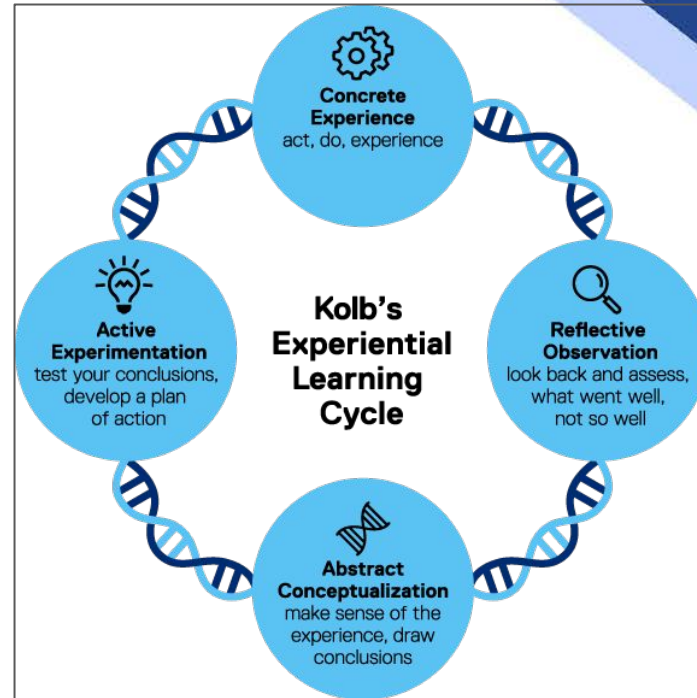 Concrete
Experience
act, do, experience
Kolb's
Experiential
Learning
Cycle
Reflective
Observation
look back and assess,
what went well,
not so well
Abstract
Conceptualization
make sense of the
experience, draw
conclusions
Active
Experimentation
test your conclusions,
develop a plan
of action